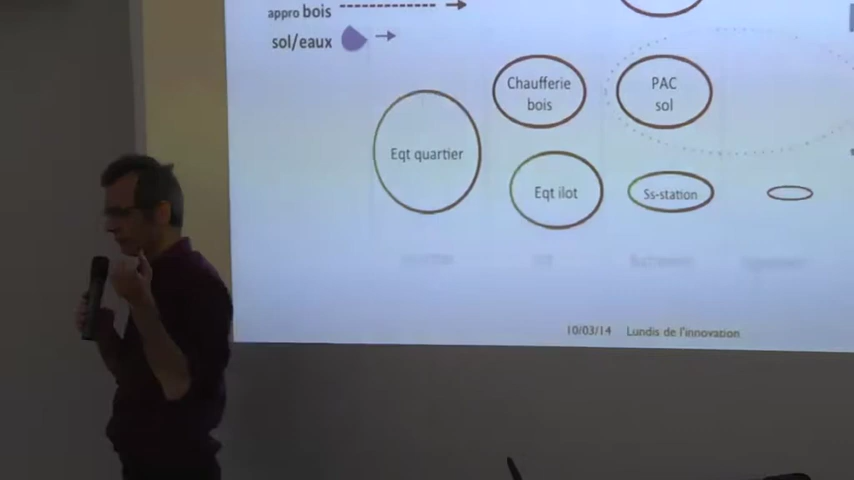 appro bois
sol/eaux
Chaufferie
bois
PAC
sol
Eqt quartier
Eqt ilot
Ss-station
10/03/14 Lundis de l'innovation